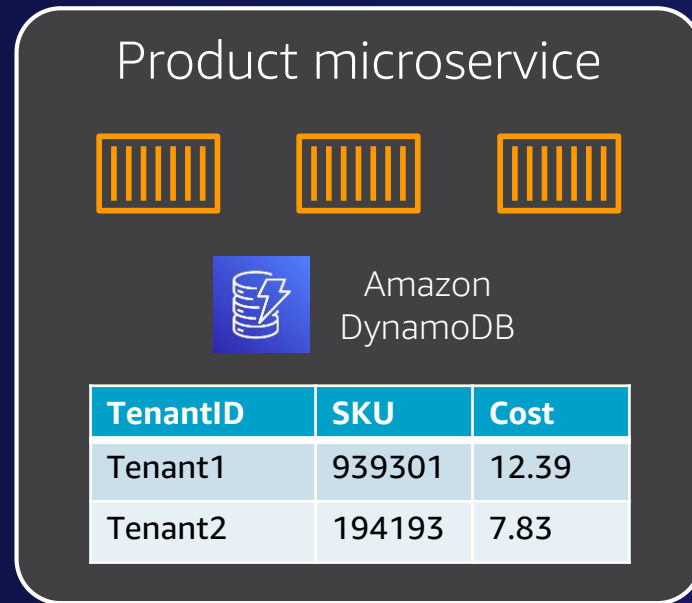 Product microservice
Amazon
DynamoDB
TenantID SKU Cost
Tenant1 939301 12.39
Tenant2 194193 7.83